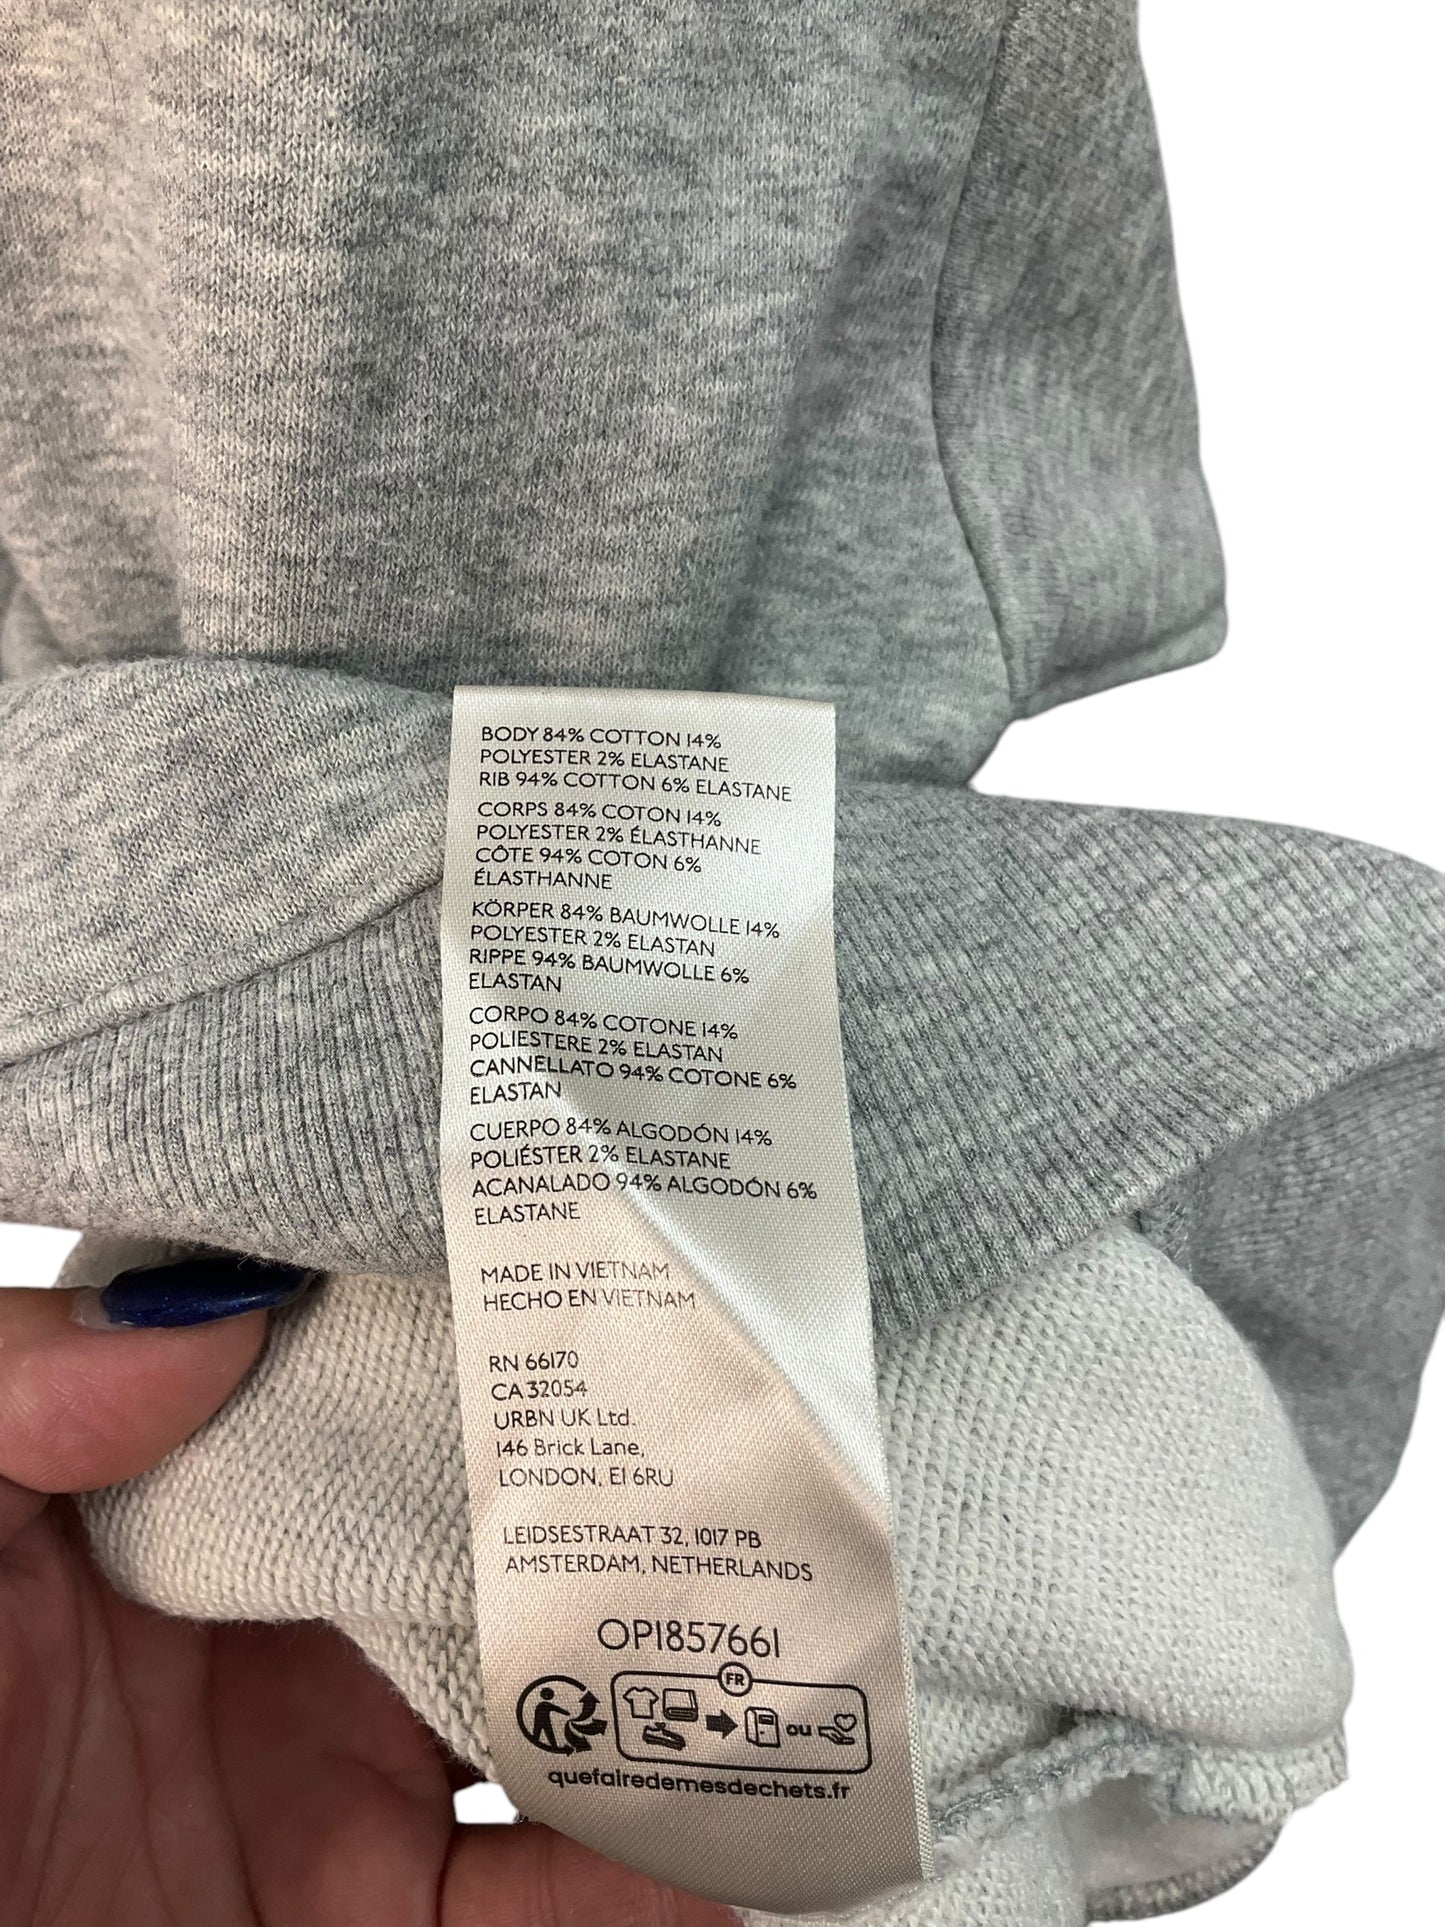 BODY 84% COTTON 14%
POLYESTER 2% ELASTANE
RIB 94% COTTON 6% ELASTANE
CORPS 84% COTON 14%
POLYESTER 2% ÉLASTHANNE
CÔTE 94% COTON 6%
ÉLASTHANNE
KÖRPER 84% BAUMWOLLE 14%
POLYESTER 2% ELASTAN
RIPPE 94% BAUMWOLLE 6%
ELASTAN
CORPO 84% COTONE 14%
POLIESTERE 2% ELASTAN
CANNELLATO 94% COTONE 6%
ELASTAN
CUERPO 84% ALGODÓN 14%
POLIÉSTER 2% ELASTANE
ACANALADO 94% ALGODÓN 6%
ELASTANE
MADE IN VIETNAM
HECHO EN VIETNAM
RN 66170
CA 32054
URBN UK Ltd.
146 Brick Lane,
LONDON, E1 6RU
LEIDSESTRAAT 32, 1017 PB
AMSTERDAM, NETHERLANDS
OP1857661
FR
ou
quefairedemesdechets.fr